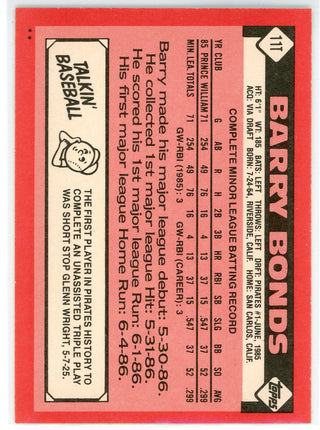 11T
BARRY BONDS
topps
HT: 6'1" WT: 185 BATS: LEFT THROWS: LEFT DRFT: PIRATES #1-JUNE, 1985
ACQ: VIA DRAFT BORN: 7-24-64, RIVERSIDE, CALIF. HOME: SAN CARLOS, CALIF.
COMPLETE MINOR LEAGUE BATTING RECORD
YR CLUB G AB R H 2B 3B HR RBI SB SLG BB SO AVG
85 PRINCE WILLIAM 71 254 49 76 16 4 13 37 15 .547 37 52 .299
MIN. LEA. TOTALS 71 254 49 76 16 4 13 37 15 .547 37 52 .299
GW-RBI (1985): 3 GW-RBI (CAREER): 3
Barry made his major league debut: 5-30-86.
He collected 1st major league Hit: 5-31-86.
He scored his 1st major league Run: 6-1-86.
His first major league Home Run: 6-4-86.
TALKIN'
BASEBALL
THE FIRST PLAYER IN PIRATES HISTORY TO
COMPLETE AN UNASSISTED TRIPLE PLAY
WAS SHORT STOP GLENN WRIGHT, 5-7-25.